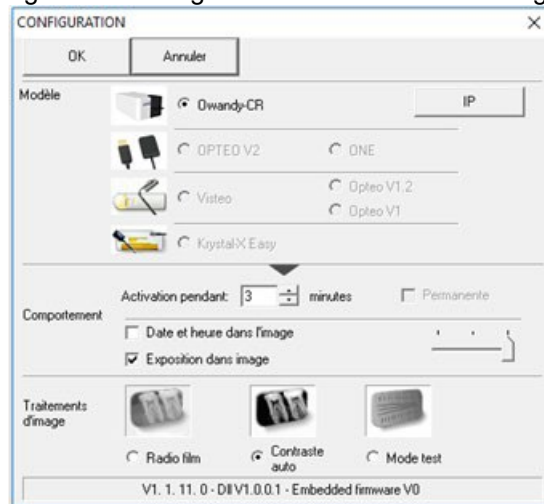 CONFIGURATION
OK
Annuler
Modèle
Owandy-CR
IP
OPTEO V2
ONE
Visteo
Opteo V1.2
Opteo V1
Krystal-X Easy
Activation pendant: 3 minutes
Permanente
Comportement
Date et heure dans l'image
Exposition dans image
Traitements
d'image
Radio film
Contraste
auto
Mode test
V1. 1. 11. 0 - Dll V1.0.0.1 - Embedded firmware V0